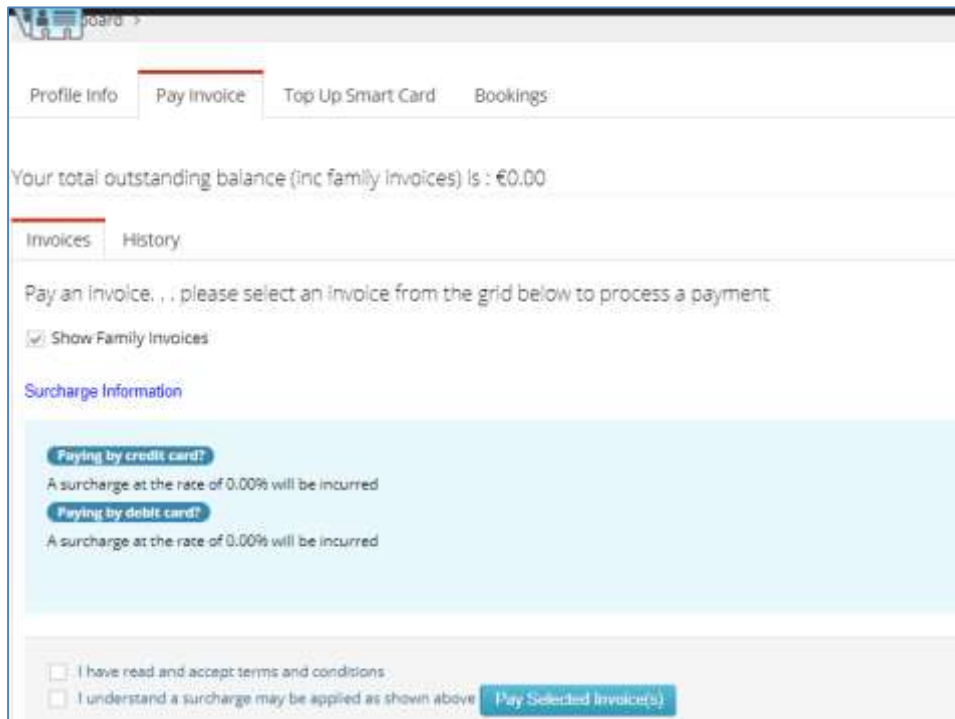 board >
Profile Info Pay Invoice Top Up Smart Card Bookings
Your total outstanding balance (inc family invoices) is : €0.00
Invoices History
Pay an invoice. . . please select an invoice from the grid below to process a payment
Show Family Invoices
Surcharge Information
Paying by credit card?
A surcharge at the rate of 0.00% will be incurred
Paying by debit card?
A surcharge at the rate of 0.00% will be incurred
I have read and accept terms and conditions
I understand a surcharge may be applied as shown above Pay Selected Invoice(s)